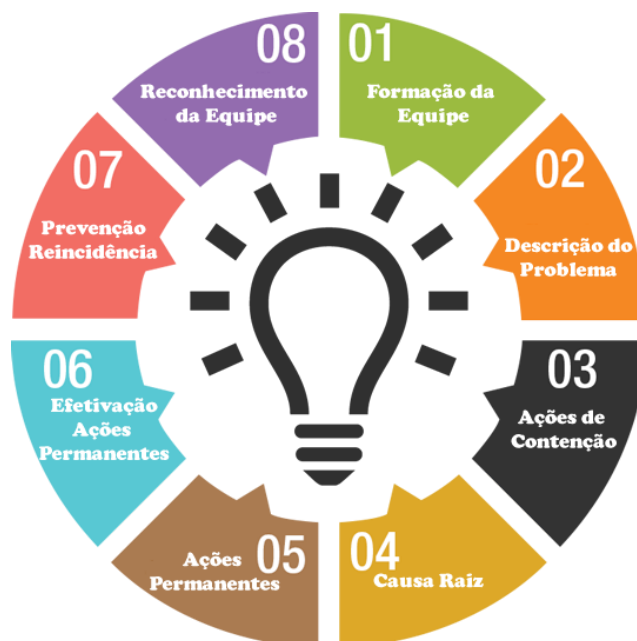 01
Formação da
Equipe
02
Descrição do
Problema
03
Ações de
Contenção
04
Causa Raiz
05
Ações
Permanentes
06
Efetivação
Ações
Permanentes
07
Prevenção
Reincidência
08
Reconhecimento
da Equipe